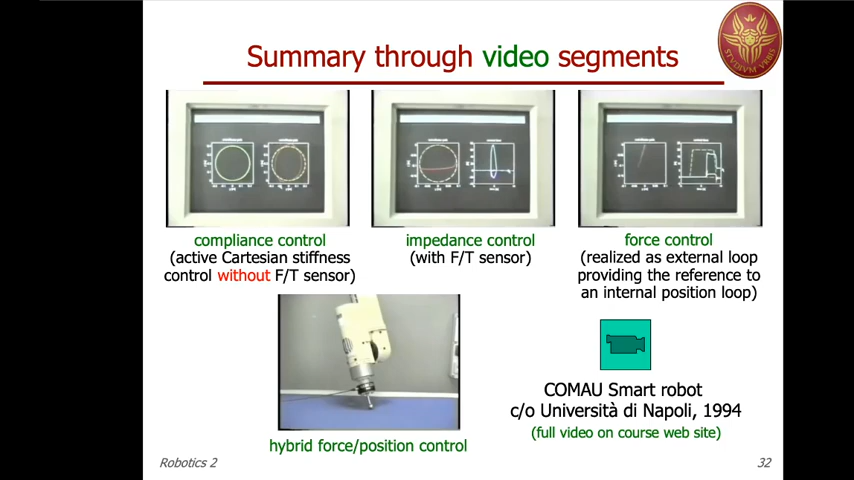 Summary through video segments
STVDIVM VRBIS
compliance control
(active Cartesian stiffness
control without F/T sensor)
impedance control
(with F/T sensor)
force control
(realized as external loop
providing the reference to
an internal position loop)
hybrid force/position control
COMAU Smart robot
c/o Università di Napoli, 1994
(full video on course web site)
Robotics 2
32